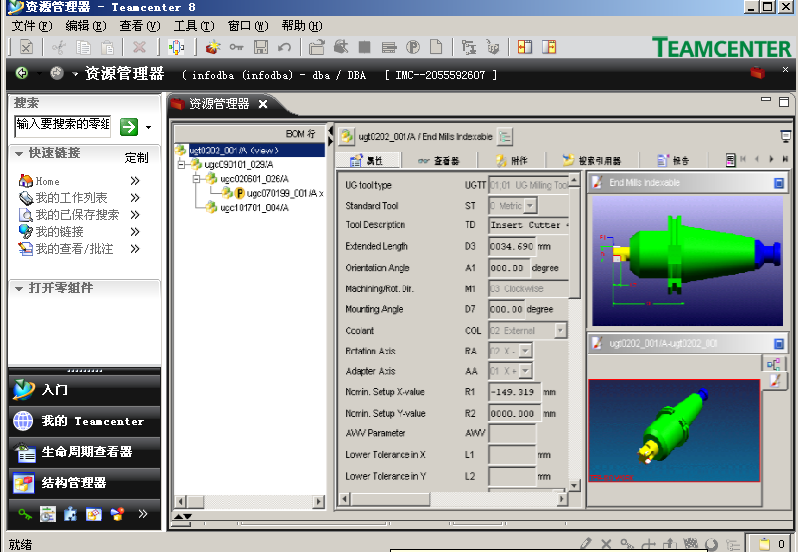 资源管理器 - Teamcenter 8
文件(F) 编辑(E) 查看(V) 工具(T) 窗口(W) 帮助(H)
TEAMCENTER
资源管理器 ( infodba (infodba) - dba / DBA [ IMC--2055592607 ]
搜索
输入要搜索的零组
快速链接 定制
Home
我的工作列表
我的已保存搜索
我的链接
我的查看/批注
打开零组件
入门
我的 Teamcenter
生命周期查看器
结构管理器
资源管理器
BOM 行
ugt0202_001/A (view)
ugc090101_029/A
ugc020601_026/A
ugc070199_001/A x
ugc101701_004/A
ugt0202_001/A / End Mills Indexable
属性 查看器 附件 搜索引用器 报告
UG tool type UGTT 01,01 UG Milling Tool
Standard Tool ST 0 Metric
Tool Description TD Insert Cutter
Extended Length D3 0034.690 mm
Orientation Angle A1 000.00 degree
Machining/Rot. Dir. M1 03 Clockwise
Mounting Angle D7 000.00 degree
Coolant COL 02 External
Rotation Axis RA 02 X -
Adapter Axis AA 01 X +
Nomin. Setup X-value R1 -149.319 mm
Nomin. Setup Y-value R2 0000.000 mm
AWV Parameter AWV
Lower Tolerance in X L1 mm
Lower Tolerance in Y L2 mm
End Mills Indexable
ugt0202_001/A-ugt0202_001
就绪
0